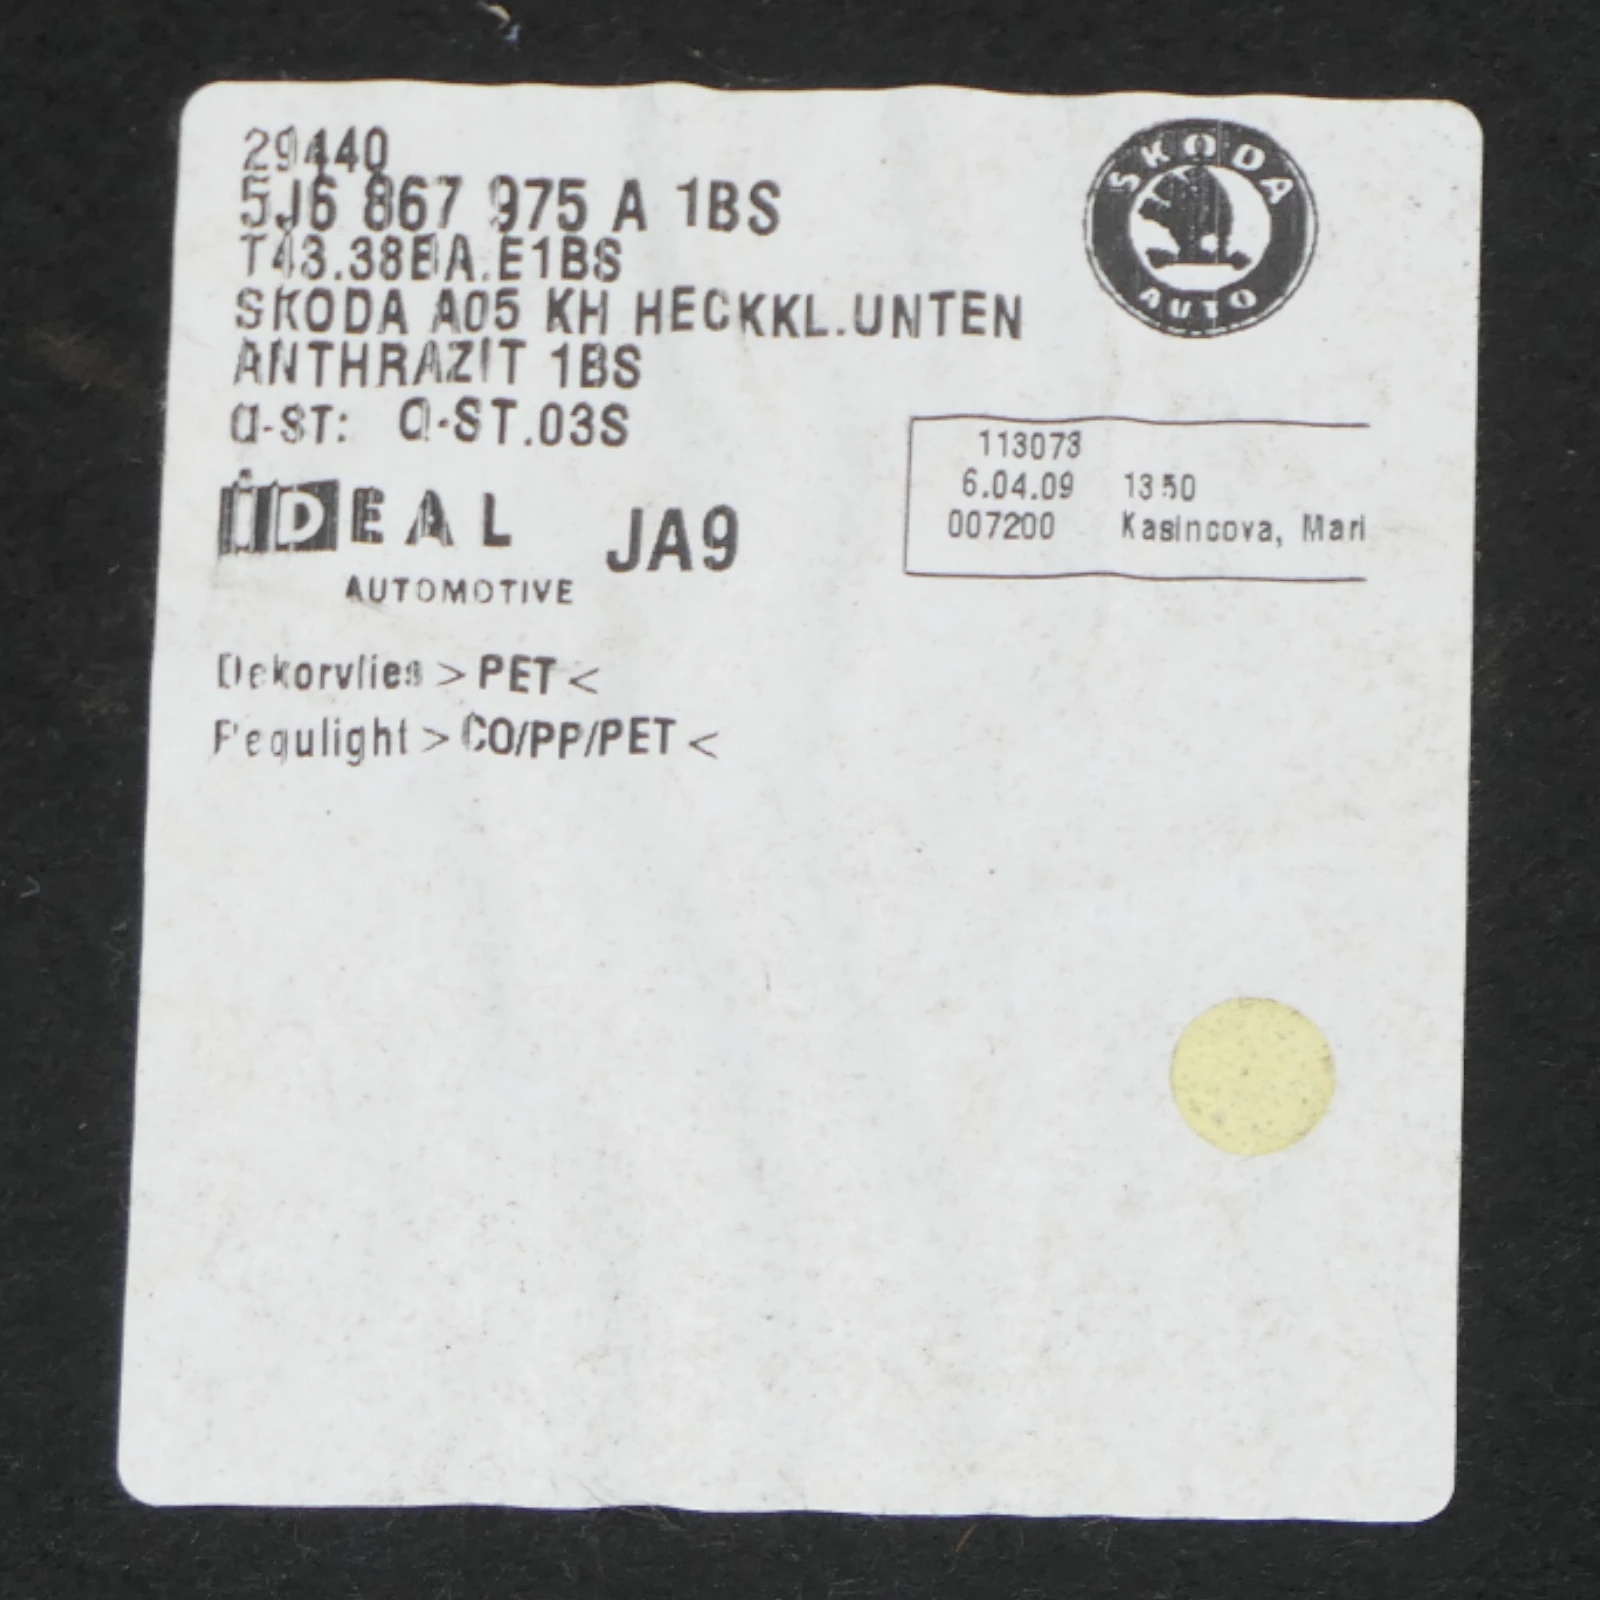 29440
5J6 867 975 A 1BS
T43.38BA.E1BS
SKODA A05 KH HECKKL.UNTEN
ANTHRAZIT 1BS
Q-ST: Q-ST.03S
SKODA
AUTO
113073
6.04.09 13:50
007200 Kasincova, Mari
IDEAL
AUTOMOTIVE
JA9
Dekorvlies > PET <
Pegulight > CO/PP/PET <